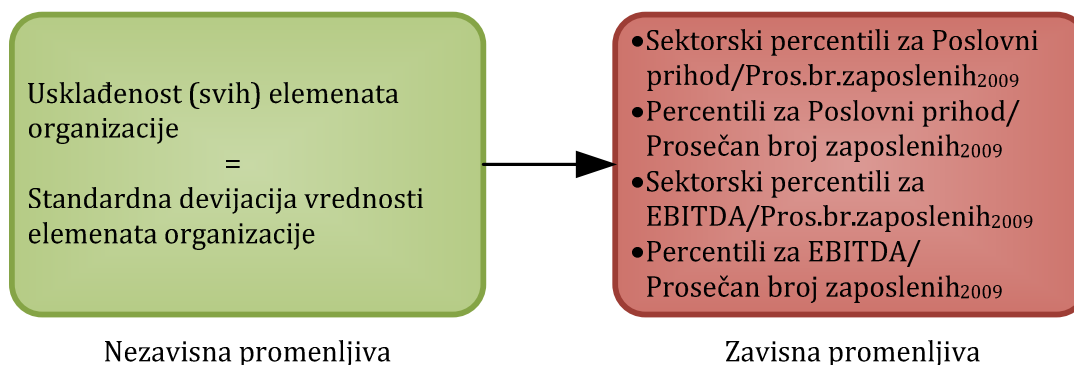 Usklađenost (svih) elemenata
organizacije
=
Standardna devijacija vrednosti
elemenata organizacije
•Sektorski percentili za Poslovni
prihod/Pros.br.zaposlenih2009
•Percentili za Poslovni prihod/
Prosečan broj zaposlenih2009
•Sektorski percentili za
EBITDA/Pros.br.zaposlenih2009
•Percentili za EBITDA/
Prosečan broj zaposlenih2009
Nezavisna promenljiva
Zavisna promenljiva